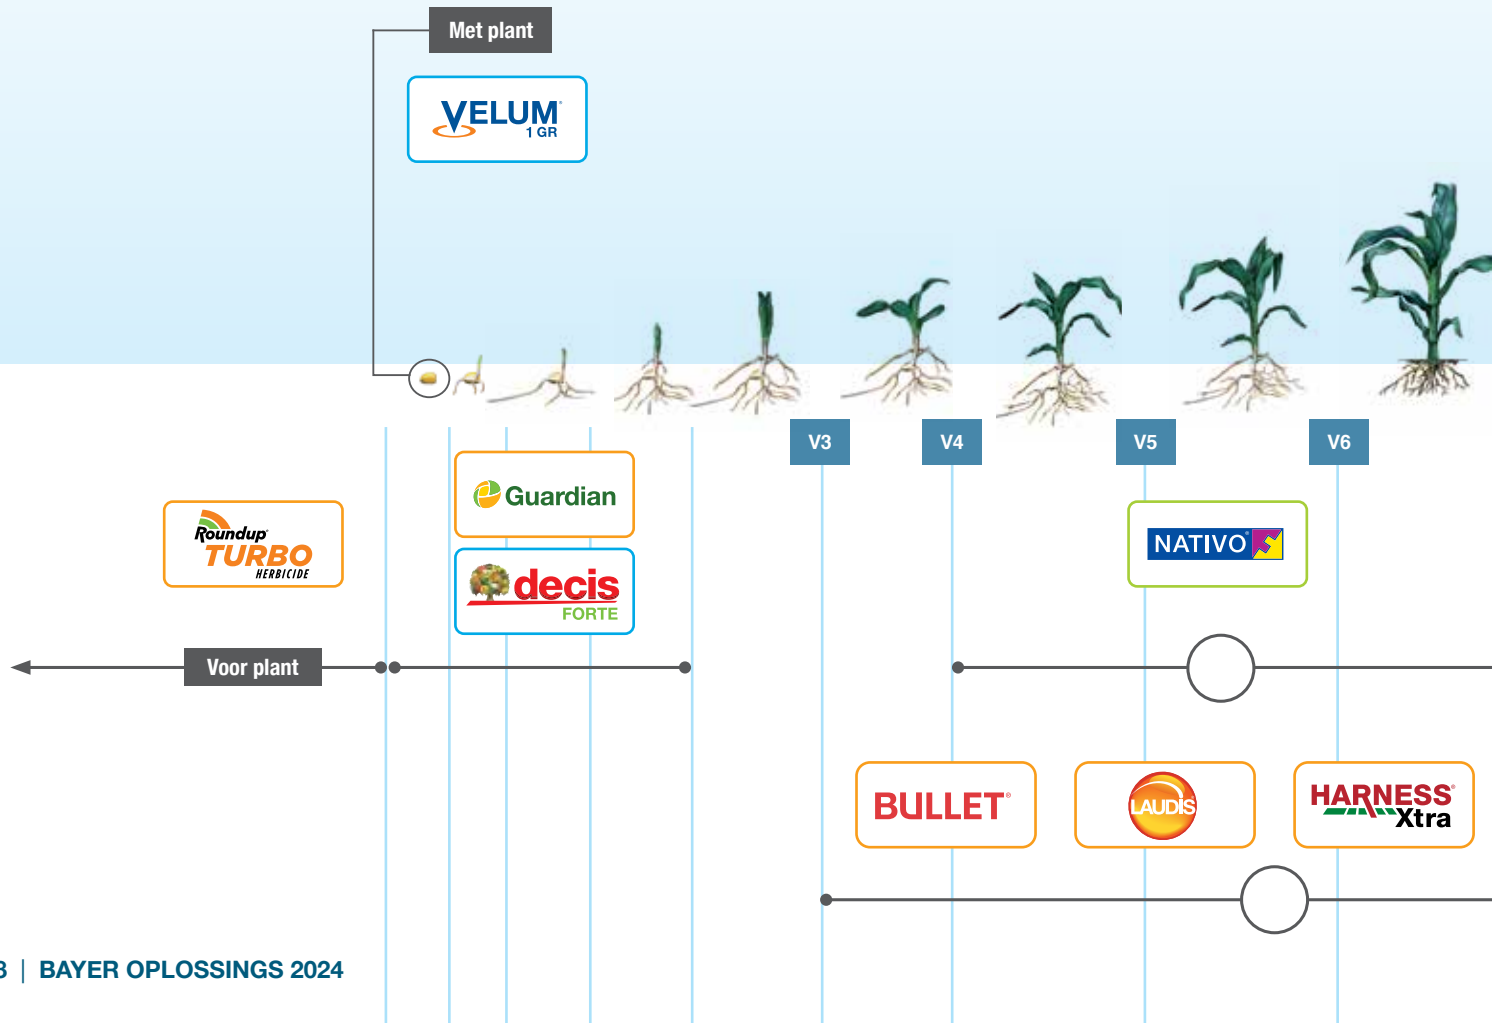 Met plant
VELUM®
1 GR
V3
V4
V5
V6
Guardian
Roundup
TURBO
HERBICIDE
decis
FORTE
NATIVO
Voor plant
BULLET®
LAUDIS
HARNESS®
Xtra
3 | BAYER OPLOSSINGS 2024